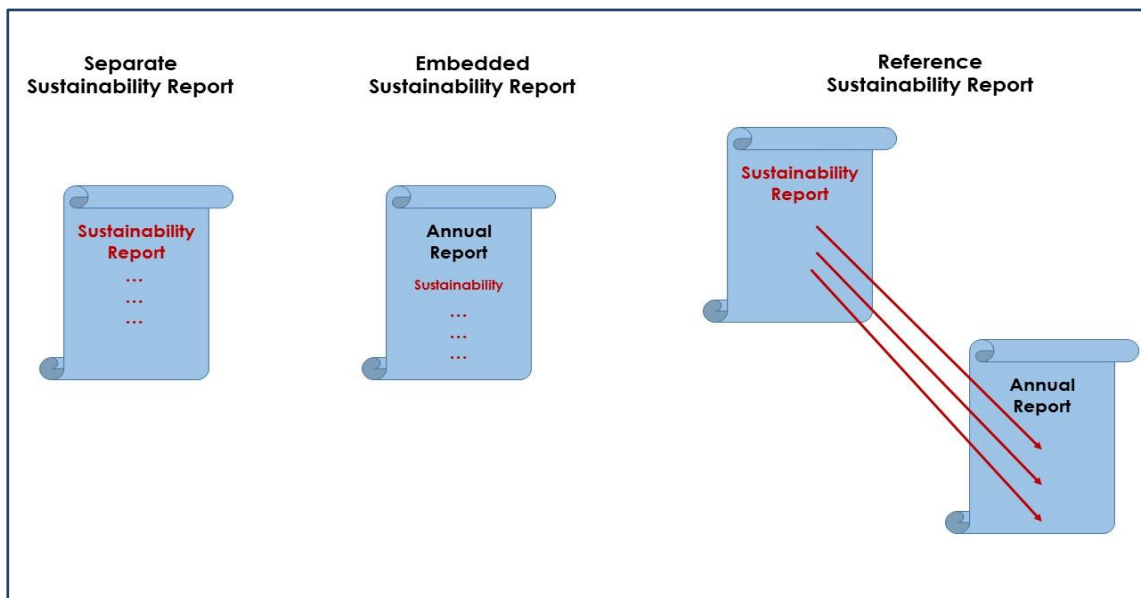 Separate
Sustainability Report
Sustainability
Report
...
...
...
Embedded
Sustainability Report
Annual
Report
Sustainability
...
...
...
Reference
Sustainability Report
Sustainability
Report
Annual
Report